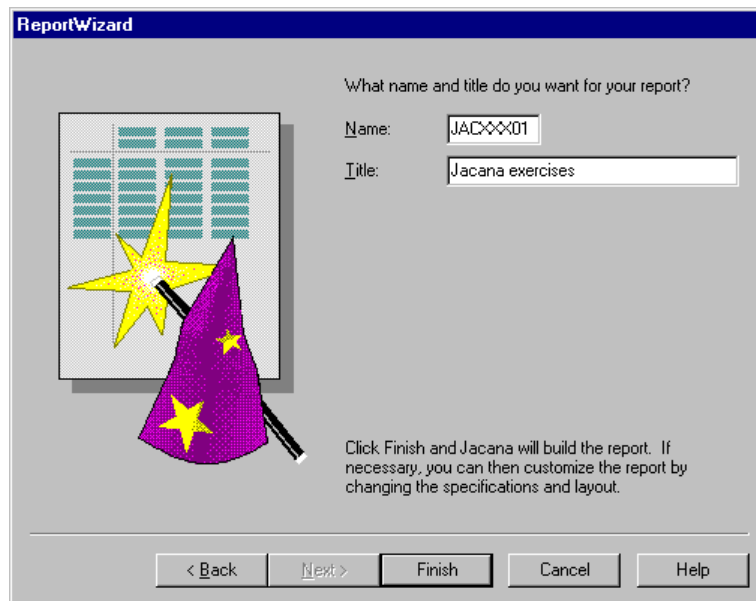 ReportWizard
What name and title do you want for your report?
Name: JACXXX01
Title: Jacana exercises
Click Finish and Jacana will build the report. If
necessary, you can then customize the report by
changing the specifications and layout.
< Back Next > Finish Cancel Help